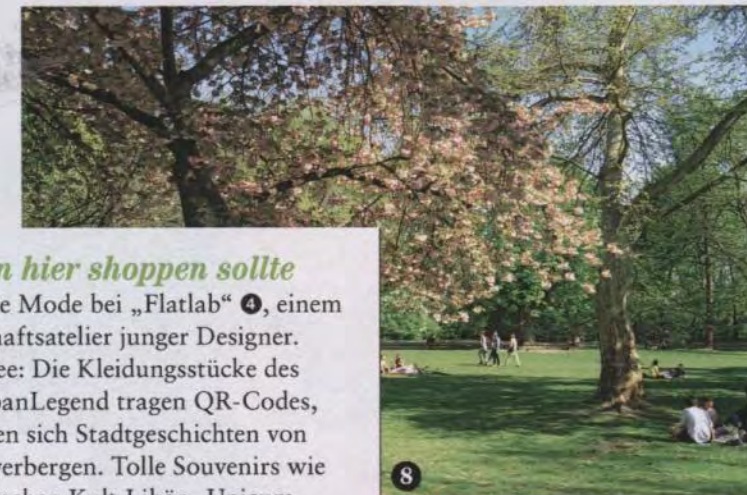 n hier shoppen sollte
e Mode bei „Flatlab“ ❹, einem
haftsatelier junger Designer.
ee: Die Kleidungsstücke des
banLegend tragen QR-Codes,
en sich Stadtgeschichten von
verbergen. Tolle Souvenirs wie
❽